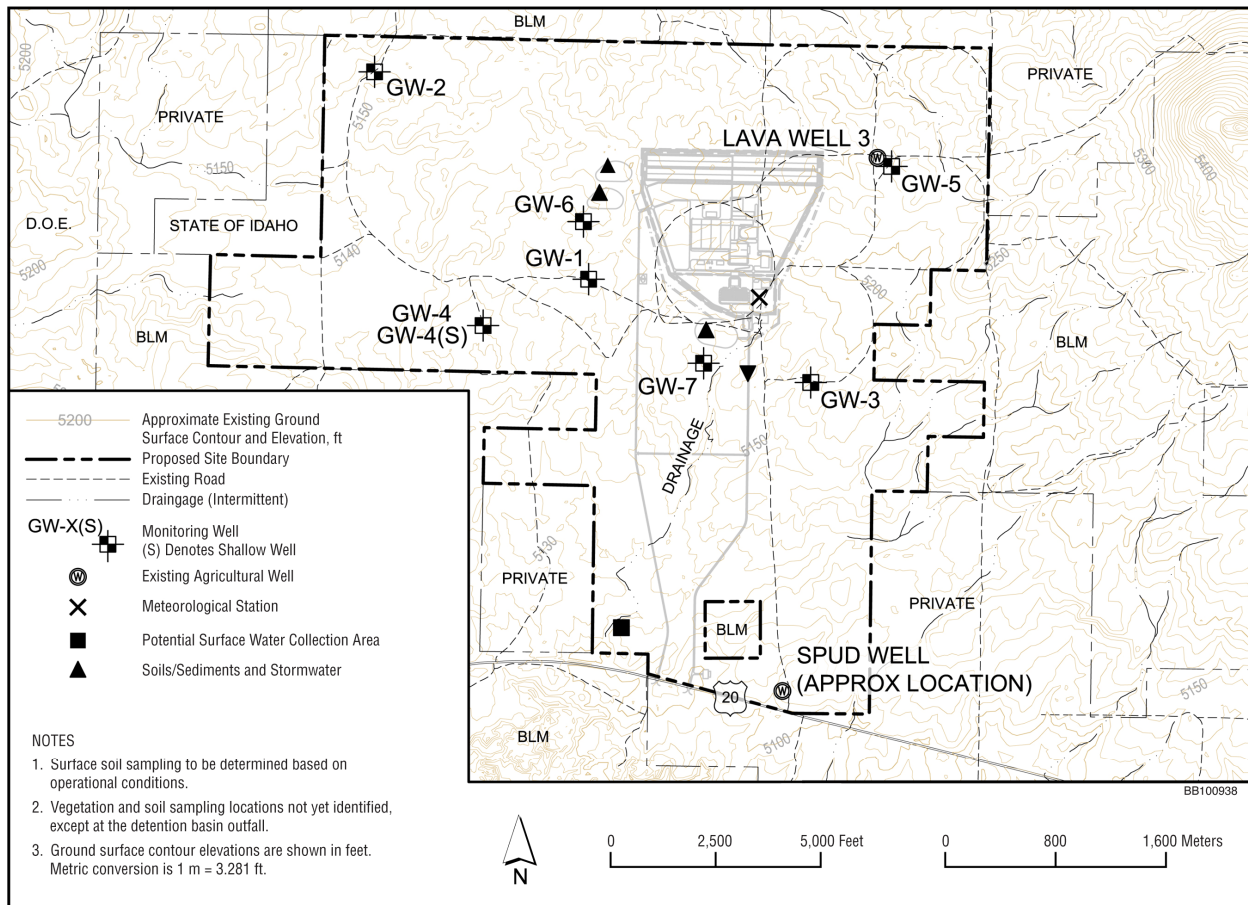 BLM
5200
PRIVATE
GW-2
5150
PRIVATE
5150
LAVA WELL 3
W
GW-5
5300
5400
D.O.E.
STATE OF IDAHO
GW-6
5200
5140
GW-1
5250
5200
BLM
GW-4
GW-4(S)
BLM
GW-7
GW-3
5150
DRAINAGE
5130
PRIVATE
PRIVATE
BLM
SPUD WELL
(APPROX LOCATION)
W
20
5150
5100
BLM
BB100938
5200
Approximate Existing Ground
Surface Contour and Elevation, ft
Proposed Site Boundary
Existing Road
Draingage (Intermittent)
GW-X(S)
Monitoring Well
(S) Denotes Shallow Well
W
Existing Agricultural Well
Meteorological Station
Potential Surface Water Collection Area
Soils/Sediments and Stormwater
NOTES
1. Surface soil sampling to be determined based on
operational conditions.
2. Vegetation and soil sampling locations not yet identified,
except at the detention basin outfall.
3. Ground surface contour elevations are shown in feet.
Metric conversion is 1 m = 3.281 ft.
N
0 2,500 5,000 Feet
0 800 1,600 Meters